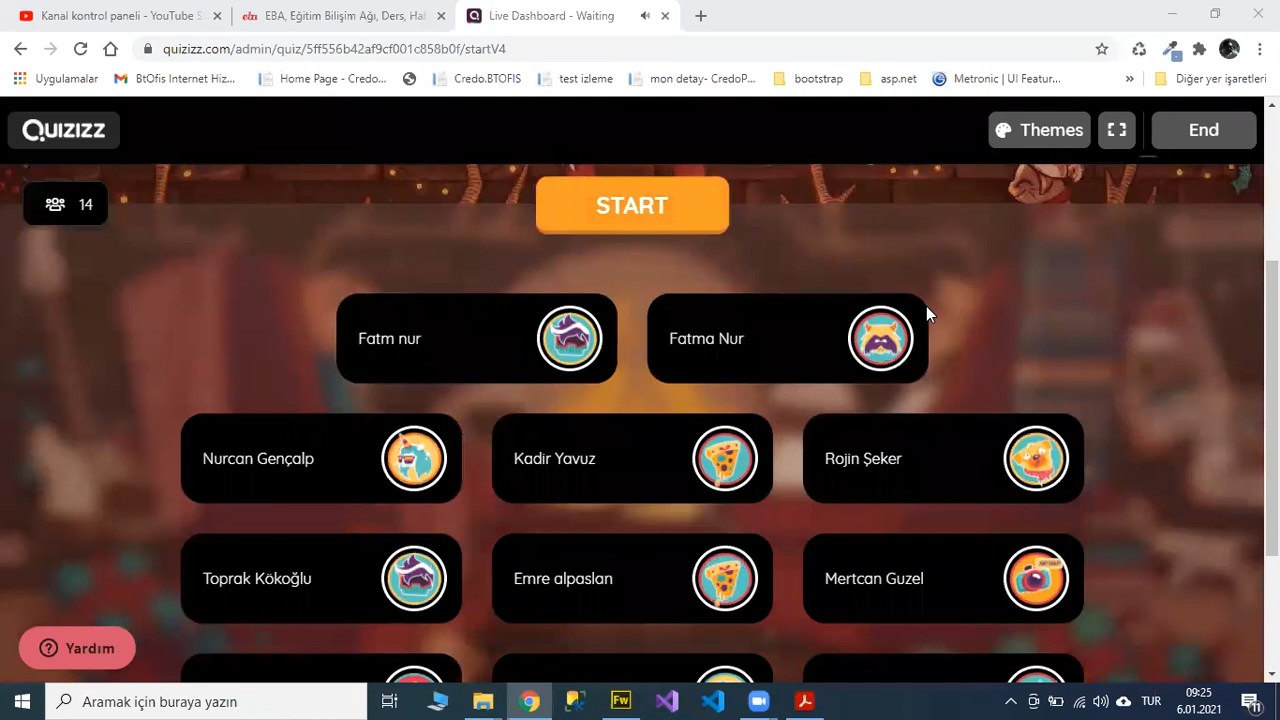 Kanal kontrol paneli - YouTube S
EBA, Eğitim Bilişim Ağı, Ders, Hab
Live Dashboard - Waiting
quizizz.com/admin/quiz/5ff556b42af9cf001c858b0f/startV4
Uygulamalar
BtOfis Internet Hiz...
Home Page - Credo...
Credo.BTOFIS
test izleme
mon detay- CredoP...
bootstrap
asp.net
Metronic | UI Featur...
»
Diğer yer işaretleri
Quizizz
Themes
End
14
START
Fatm nur
Fatma Nur
Nurcan Gençalp
Kadir Yavuz
Rojin Şeker
Toprak Kökoğlu
Emre alpaslan
Mertcan Guzel
Yardım
Aramak için buraya yazın
Fw
TUR
09:25
6.01.2021
11